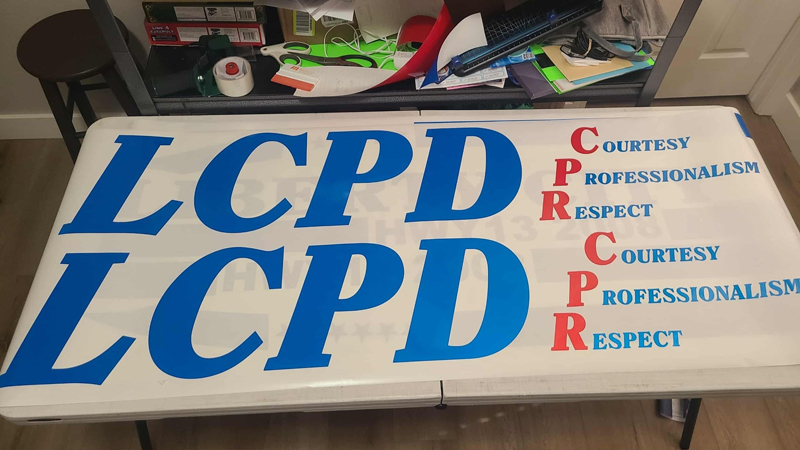 LCPD
COURTESY
PROFESSIONALISM
RESPECT
LCPD
COURTESY
PROFESSIONALISM
RESPECT